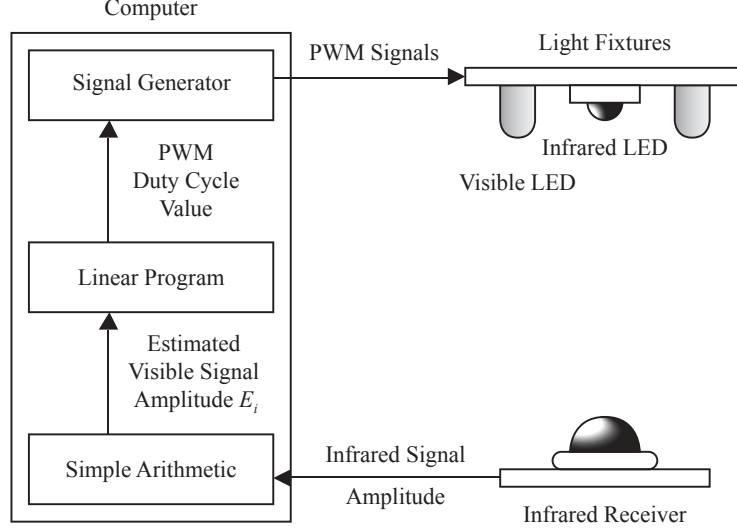 Computer
Signal Generator
PWM Signals
Light Fixtures
Infrared LED
Visible LED
PWM
Duty Cycle
Value
Linear Program
Estimated
Visible Signal
Amplitude E_i
Simple Arithmetic
Infrared Signal
Amplitude
Infrared Receiver